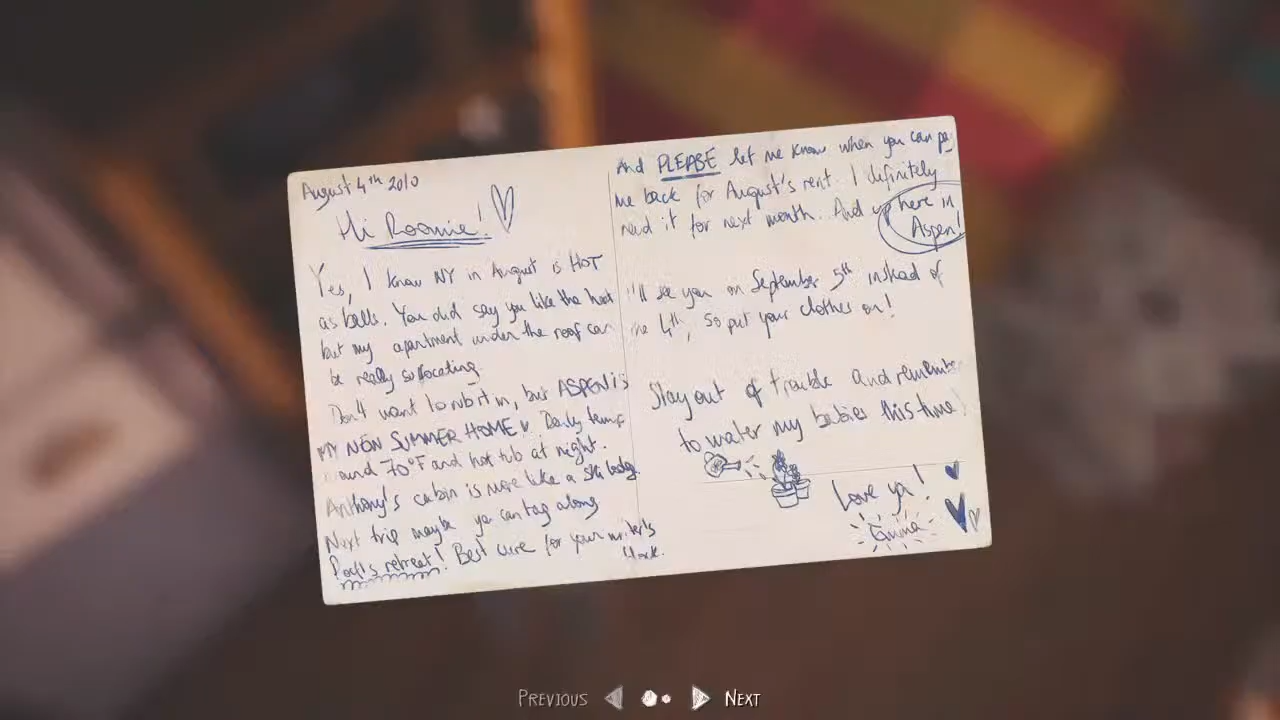 August 4th 2010
Hi Roomie!
Yes, I know NY in August is HOT
as balls. You did say you like the heat
but my apartment under the roof can
be really suffocating.
Don't want to rub it in, but ASPEN IS
MY NEW SUMMER HOME. Daily temp
around 70°F and hot tub at night.
Anthony's cabin is more like a ski lodge.
Next trip maybe you can tag along
Poet's retreat! Best cure for your writer's
block.
And PLEASE let me know when you can pay
me back for August's rent. I definitely
need it for next month. And up here in
Aspen!
I'll see you on September 5th instead of
the 4th, so put your clothes on!
Stay out of trouble and remember
to water my babies this time!
Love ya!
PREVIOUS
NEXT